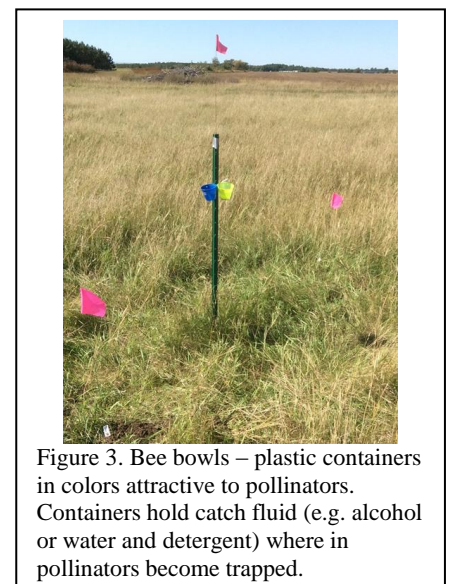 Figure 3. Bee bowls – plastic containers
in colors attractive to pollinators.
Containers hold catch fluid (e.g. alcohol
or water and detergent) where in
pollinators become trapped.